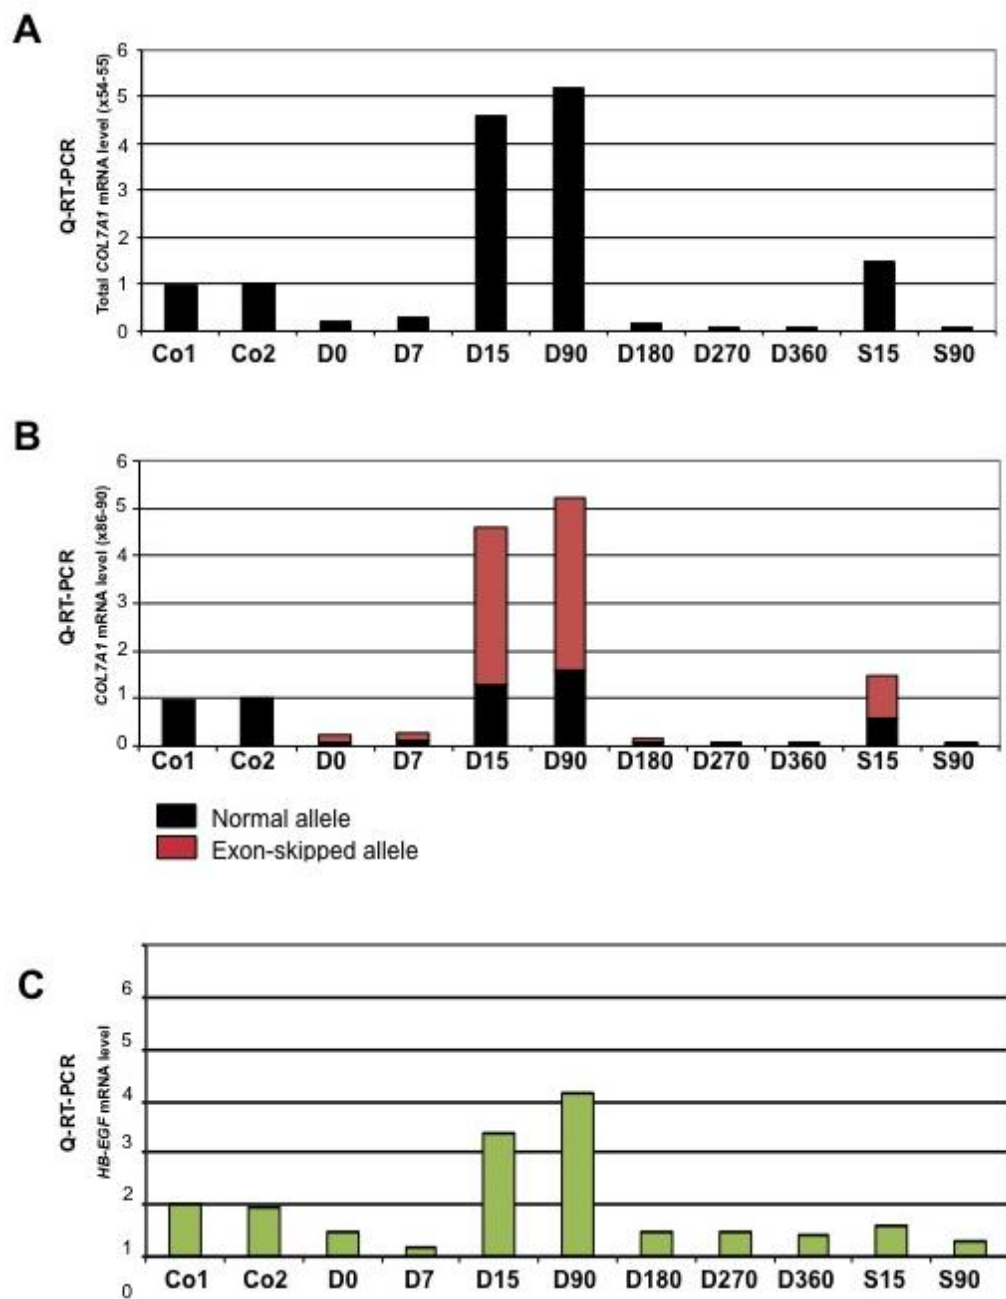 A
Q-RT-PCR
Total COL7A1 mRNA level (x54-55)
6
5
4
3
2
1
0
Co1 Co2 D0 D7 D15 D90 D180 D270 D360 S15 S90
B
Q-RT-PCR
COL7A1 mRNA level (x86-90)
6
5
4
3
2
1
0
Co1 Co2 D0 D7 D15 D90 D180 D270 D360 S15 S90
Normal allele
Exon-skipped allele
C
Q-RT-PCR
HB-EGF mRNA level
6
5
4
3
2
1
0
Co1 Co2 D0 D7 D15 D90 D180 D270 D360 S15 S90